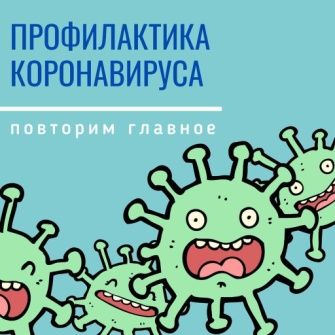 ПРОФИЛАКТИКА
КОРОНАВИРУСА
повторим главное